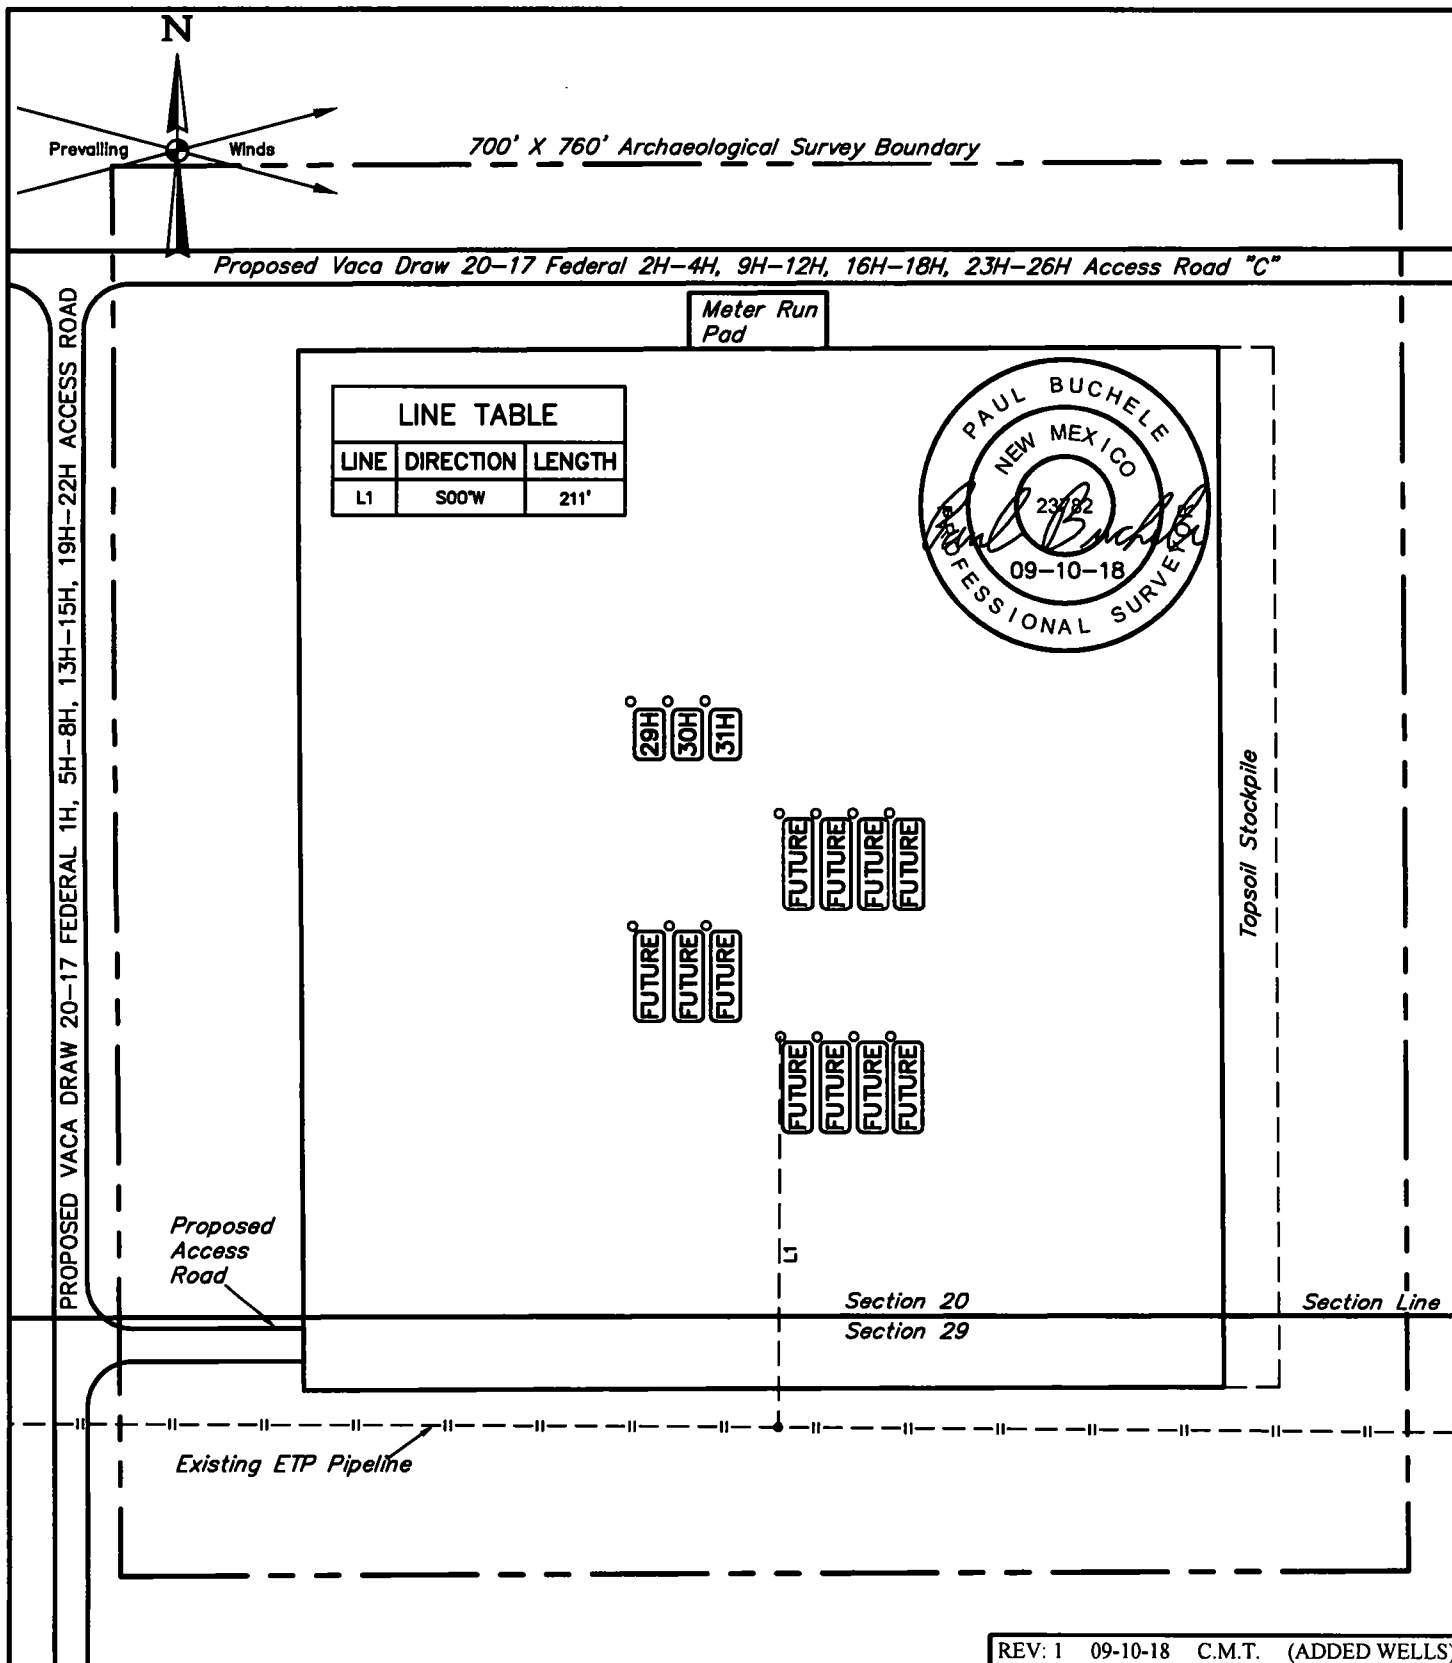 N
Prevailing Winds
700' X 760' Archaeological Survey Boundary
Proposed Vaca Draw 20-17 Federal 2H-4H, 9H-12H, 16H-18H, 23H-26H Access Road "C"
PROPOSED VACA DRAW 20-17 FEDERAL 1H, 5H-8H, 13H-15H, 19H-22H ACCESS ROAD
Meter Run
Pad
LINE TABLE
LINE DIRECTION LENGTH
L1 S00°W 211'
PAUL BUCHELE
NEW MEXICO
23782
Paul Buchele
09-10-18
PROFESSIONAL SURVEYOR
29H
30H
31H
FUTURE
FUTURE
FUTURE
FUTURE
Topsoil Stockpile
FUTURE
FUTURE
FUTURE
FUTURE
FUTURE
FUTURE
FUTURE
Proposed
Access
Road
L1
Section 20
Section Line
Section 29
Existing ETP Pipeline
REV: 1 09-10-18 C.M.T. (ADDED WELLS)